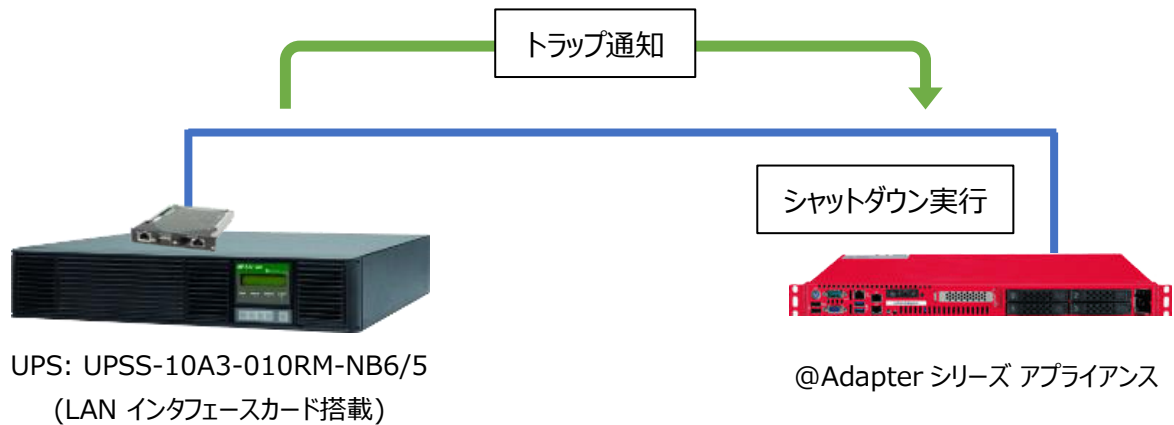 トラップ通知
シャットダウン実行
UPS: UPSS-10A3-010RM-NB6/5
(LAN インタフェースカード搭載)
@Adapter シリーズ アプライアンス